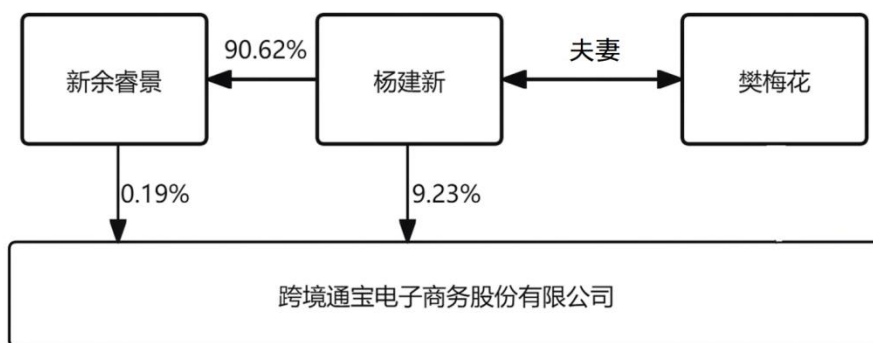 90.62%
夫妻
新余睿景
杨建新
樊梅花
0.19%
9.23%
跨境通宝电子商务股份有限公司